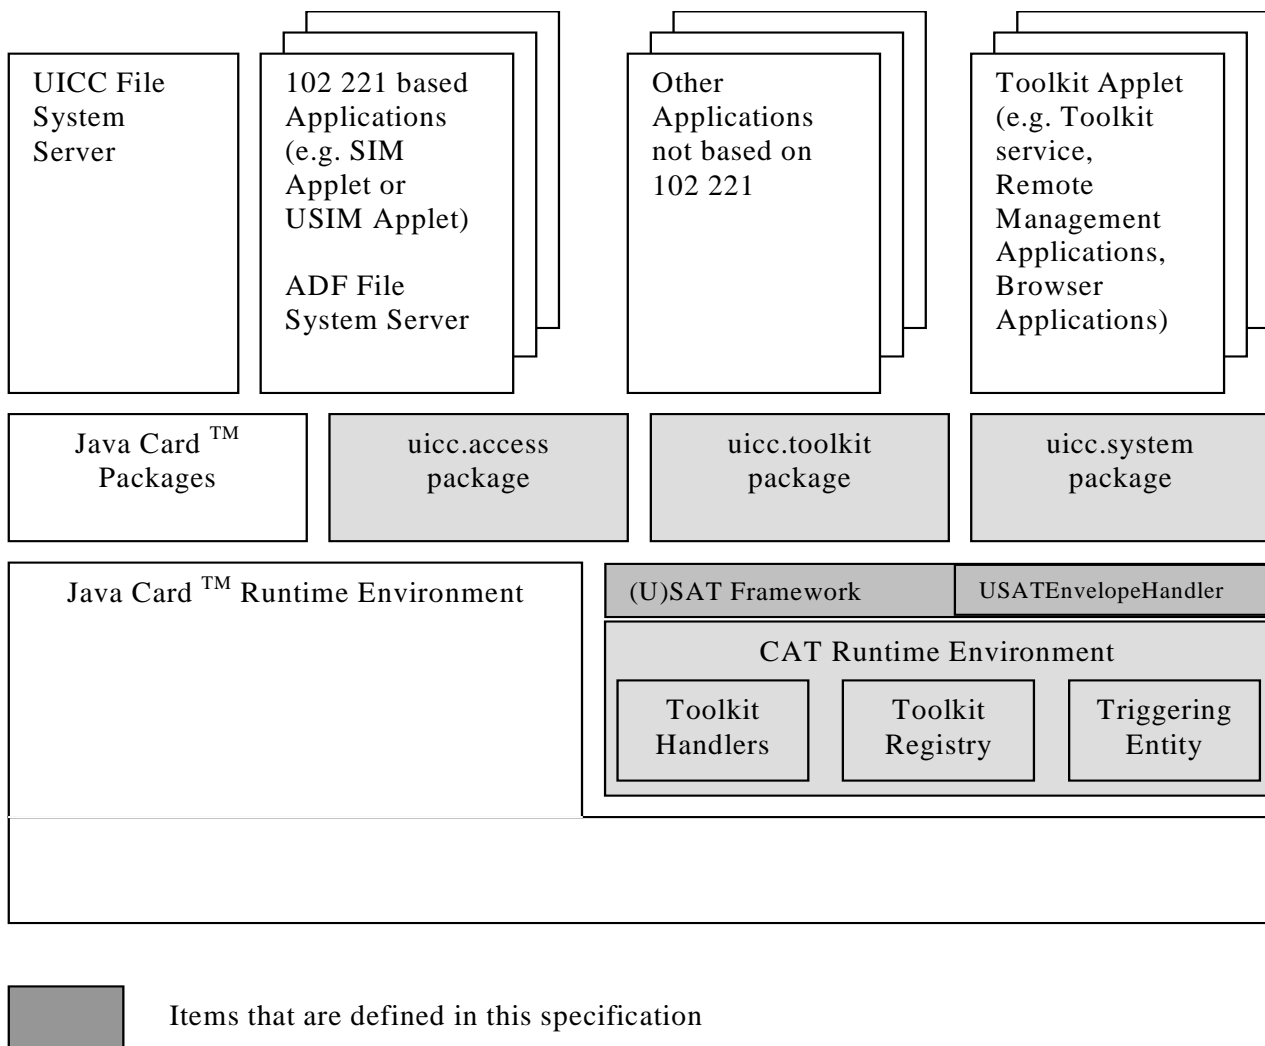 UICC File
System
Server
102 221 based
Applications
(e.g. SIM
Applet or
USIM Applet)
ADF File
System Server
Other
Applications
not based on
102 221
Toolkit Applet
(e.g. Toolkit
service,
Remote
Management
Applications,
Browser
Applications)
Java Card TM
Packages
uicc.access
package
uicc.toolkit
package
uicc.system
package
Java Card TM Runtime Environment
(U)SAT Framework
USATEnvelopeHandler
CAT Runtime Environment
Toolkit
Handlers
Toolkit
Registry
Triggering
Entity
Items that are defined in this specification